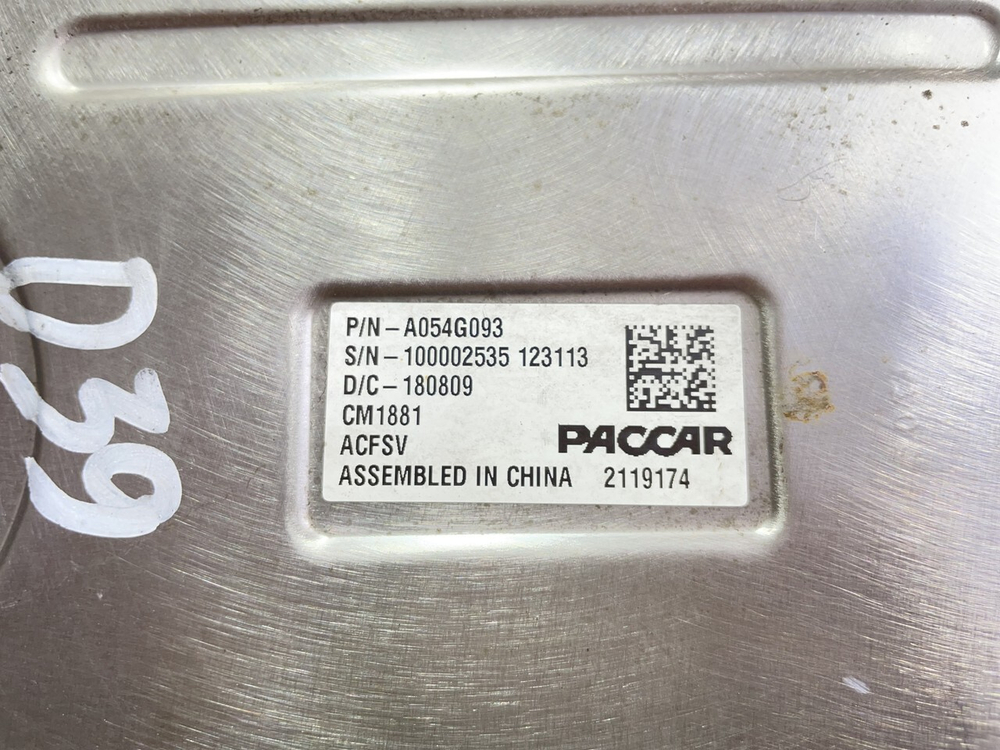 P/N – A054G093
S/N – 100002535 123113
D/C – 180809
CM1881
ACFSV
PACCAR
ASSEMBLED IN CHINA 2119174
D39